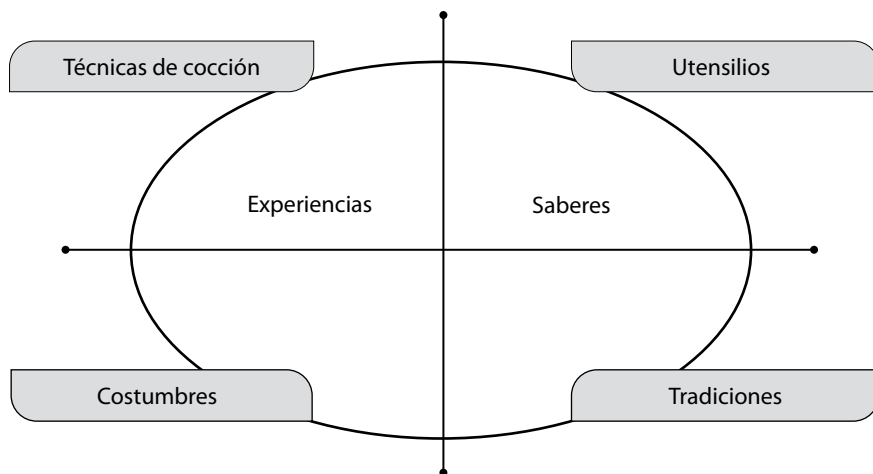 Técnicas de cocción
Utensilios
Experiencias
Saberes
Costumbres
Tradiciones